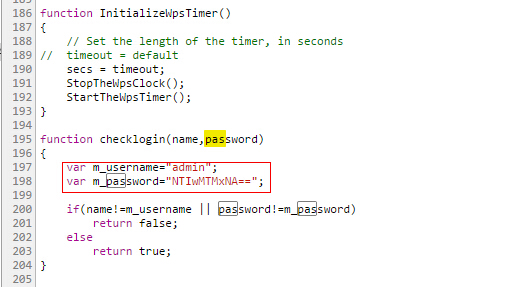 185
186 function InitializeWpsTimer()
187 {
188 // Set the length of the timer, in seconds
189 // timeout = default
190 secs = timeout;
191 StopTheWpsClock();
192 StartTheWpsTimer();
193 }
194
195 function checklogin(name,password)
196 {
197 var m_username="admin";
198 var m_password="NTIwMTMxNA==";
199
200 if(name!=m_username || password!=m_password)
201 return false;
202 else
203 return true;
204 }
205